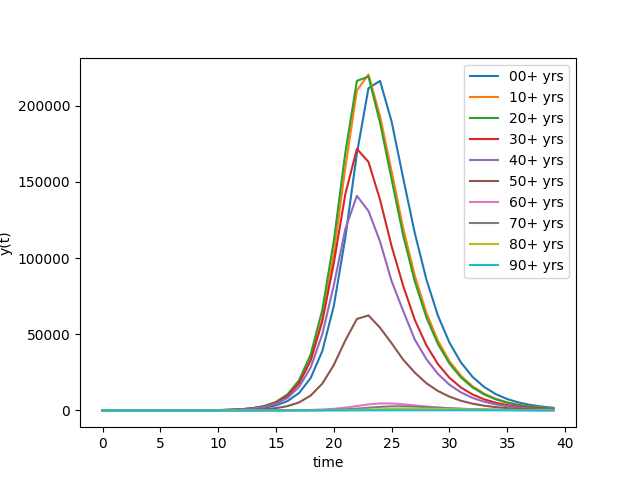 00+ yrs
10+ yrs
20+ yrs
30+ yrs
40+ yrs
50+ yrs
60+ yrs
70+ yrs
80+ yrs
90+ yrs
200000
150000
100000
50000
0
y(t)
0 5 10 15 20 25 30 35 40
time